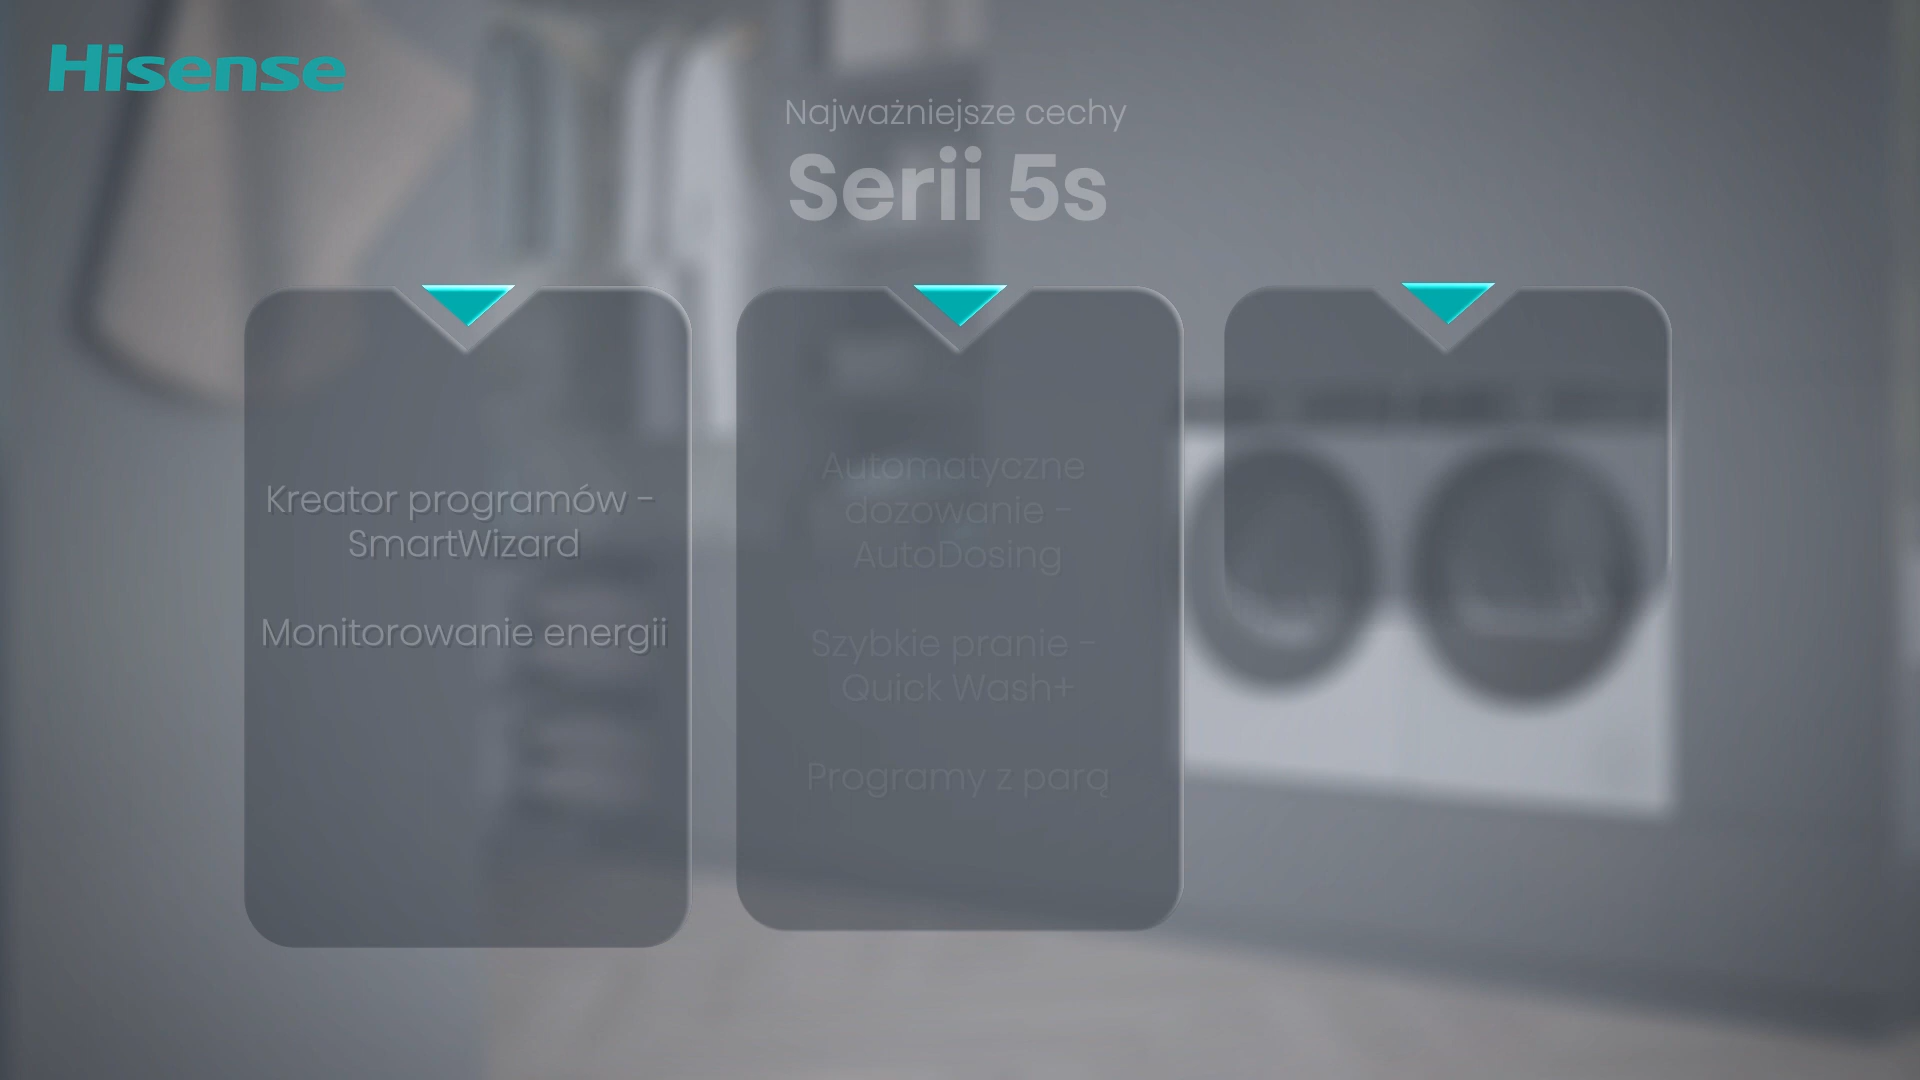 Hisense
Najważniejsze cechy
Serii 5s
Kreator programów -
SmartWizard
Monitorowanie energii
Automatyczne
dozowanie -
AutoDosing
Szybkie pranie -
Quick Wash+
Programy z parą